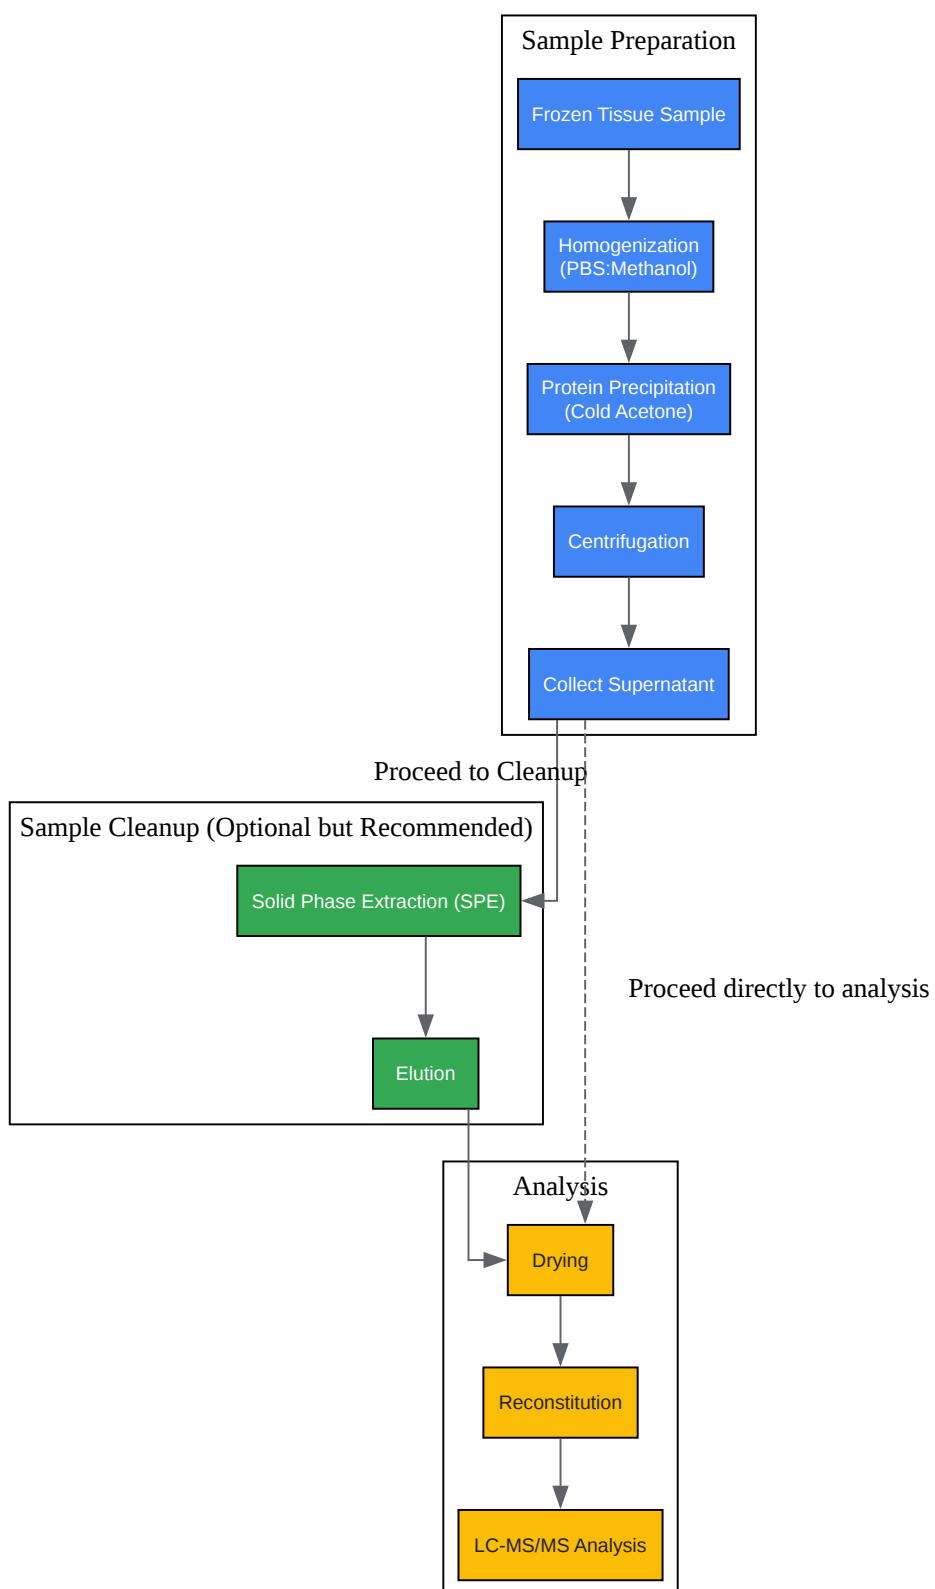 Sample Preparation
Frozen Tissue Sample
Homogenization
(PBS:Methanol)
Protein Precipitation
(Cold Acetone)
Centrifugation
Collect Supernatant
Proceed to Cleanup
Sample Cleanup (Optional but Recommended)
Solid Phase Extraction (SPE)
Proceed directly to analysis
Elution
Analysis
Drying
Reconstitution
LC-MS/MS Analysis